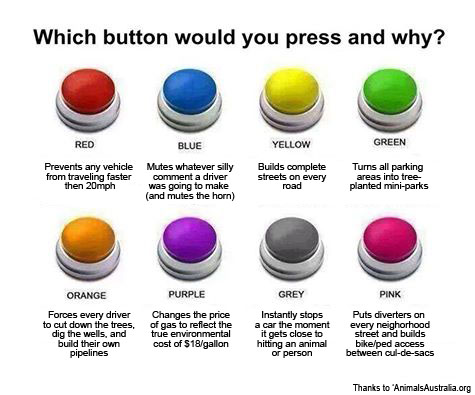 Which button would you press and why?
RED
BLUE
YELLOW
GREEN
Prevents any vehicle
from traveling faster
then 20mph
Mutes whatever silly
comment a driver
was going to make
(and mutes the horn)
Builds complete
streets on every
road
Turns all parking
areas into tree-
planted mini-parks
ORANGE
PURPLE
GREY
PINK
Forces every driver
to cut down the trees,
dig the wells, and
build their own
pipelines
Changes the price
of gas to reflect the
true environmental
cost of $18/gallon
Instantly stops
a car the moment
it gets close to
hitting an animal
or person
Puts diverters on
every neighorhood
street and builds
bike/ped access
between cul-de-sacs
Thanks to 'AnimalsAustralia.org